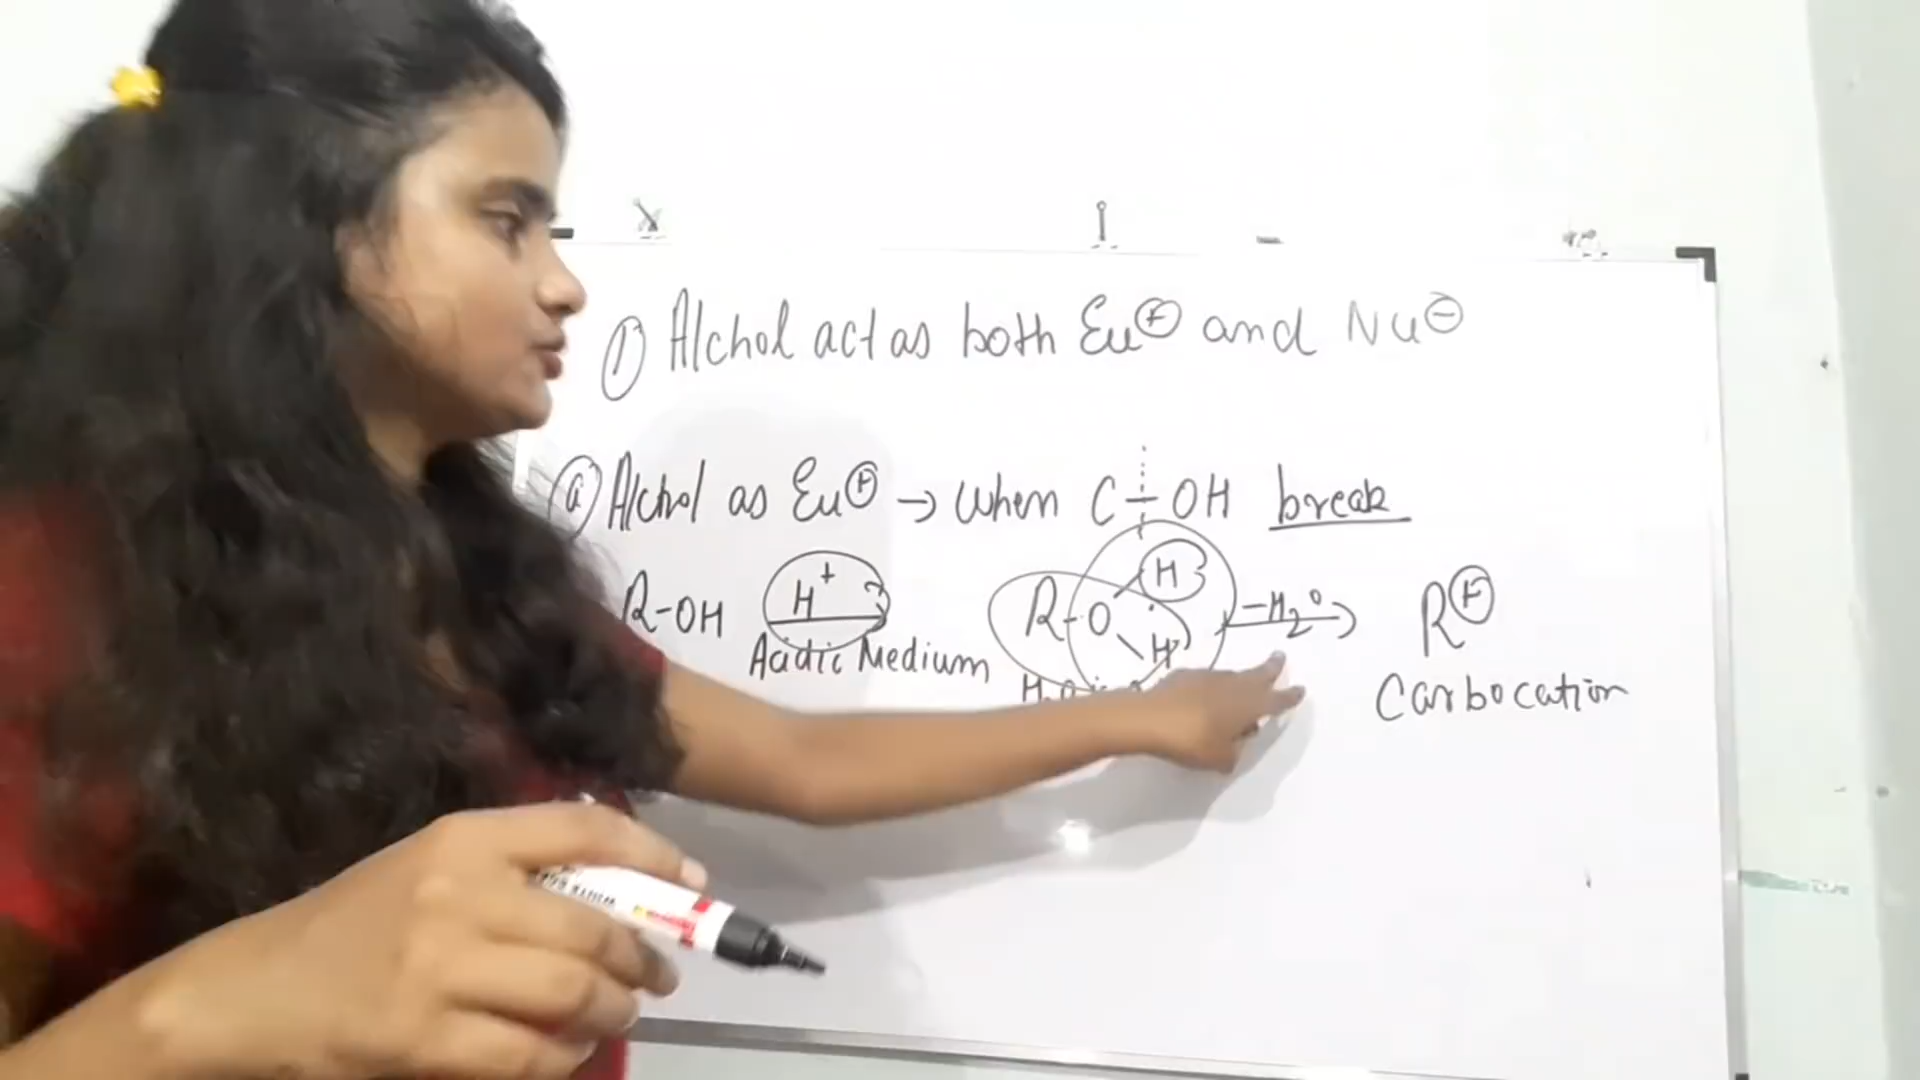 1) Alchol act as both Eu⊕ and Nu⊖
(a) Alchol as Eu⊕ → when C-OH break
R-OH H+ R-O H H -H2O → R⊕
Acidic Medium Carbocation